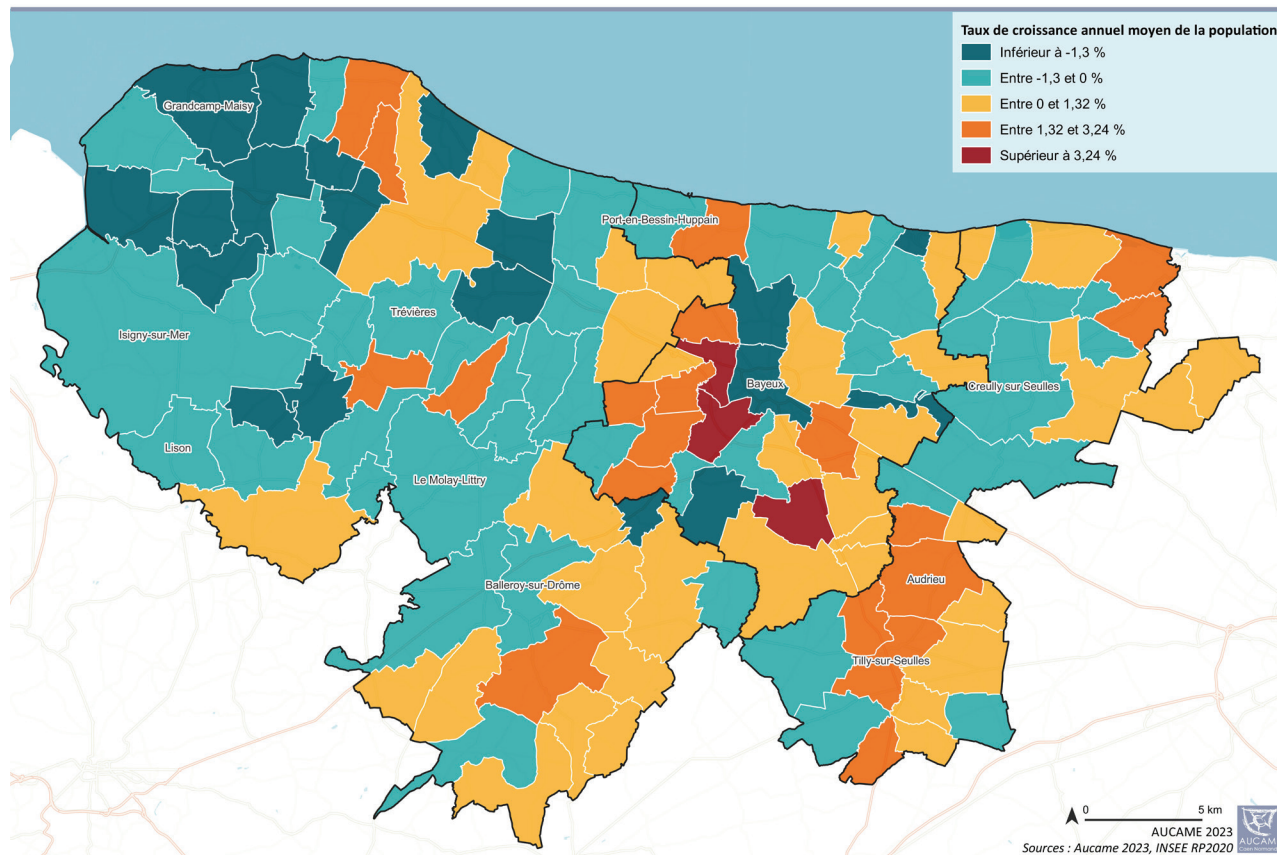 Taux de croissance annuel moyen de la population
Inférieur à -1,3 %
Entre -1,3 et 0 %
Entre 0 et 1,32 %
Entre 1,32 et 3,24 %
Supérieur à 3,24 %
Grandcamp-Maisy
Port-en-Bessin-Huppain
Trévières
Isigny-sur-Mer
Bayeux
Creully sur Seulles
Lison
Le Molay-Littry
Balleroy-sur-Drôme
Audrieu
Tilly-sur-Seulles
0
5 km
AUCAME 2023
Sources : Aucame 2023, INSEE RP2020
AUCAME
Caen Normandie